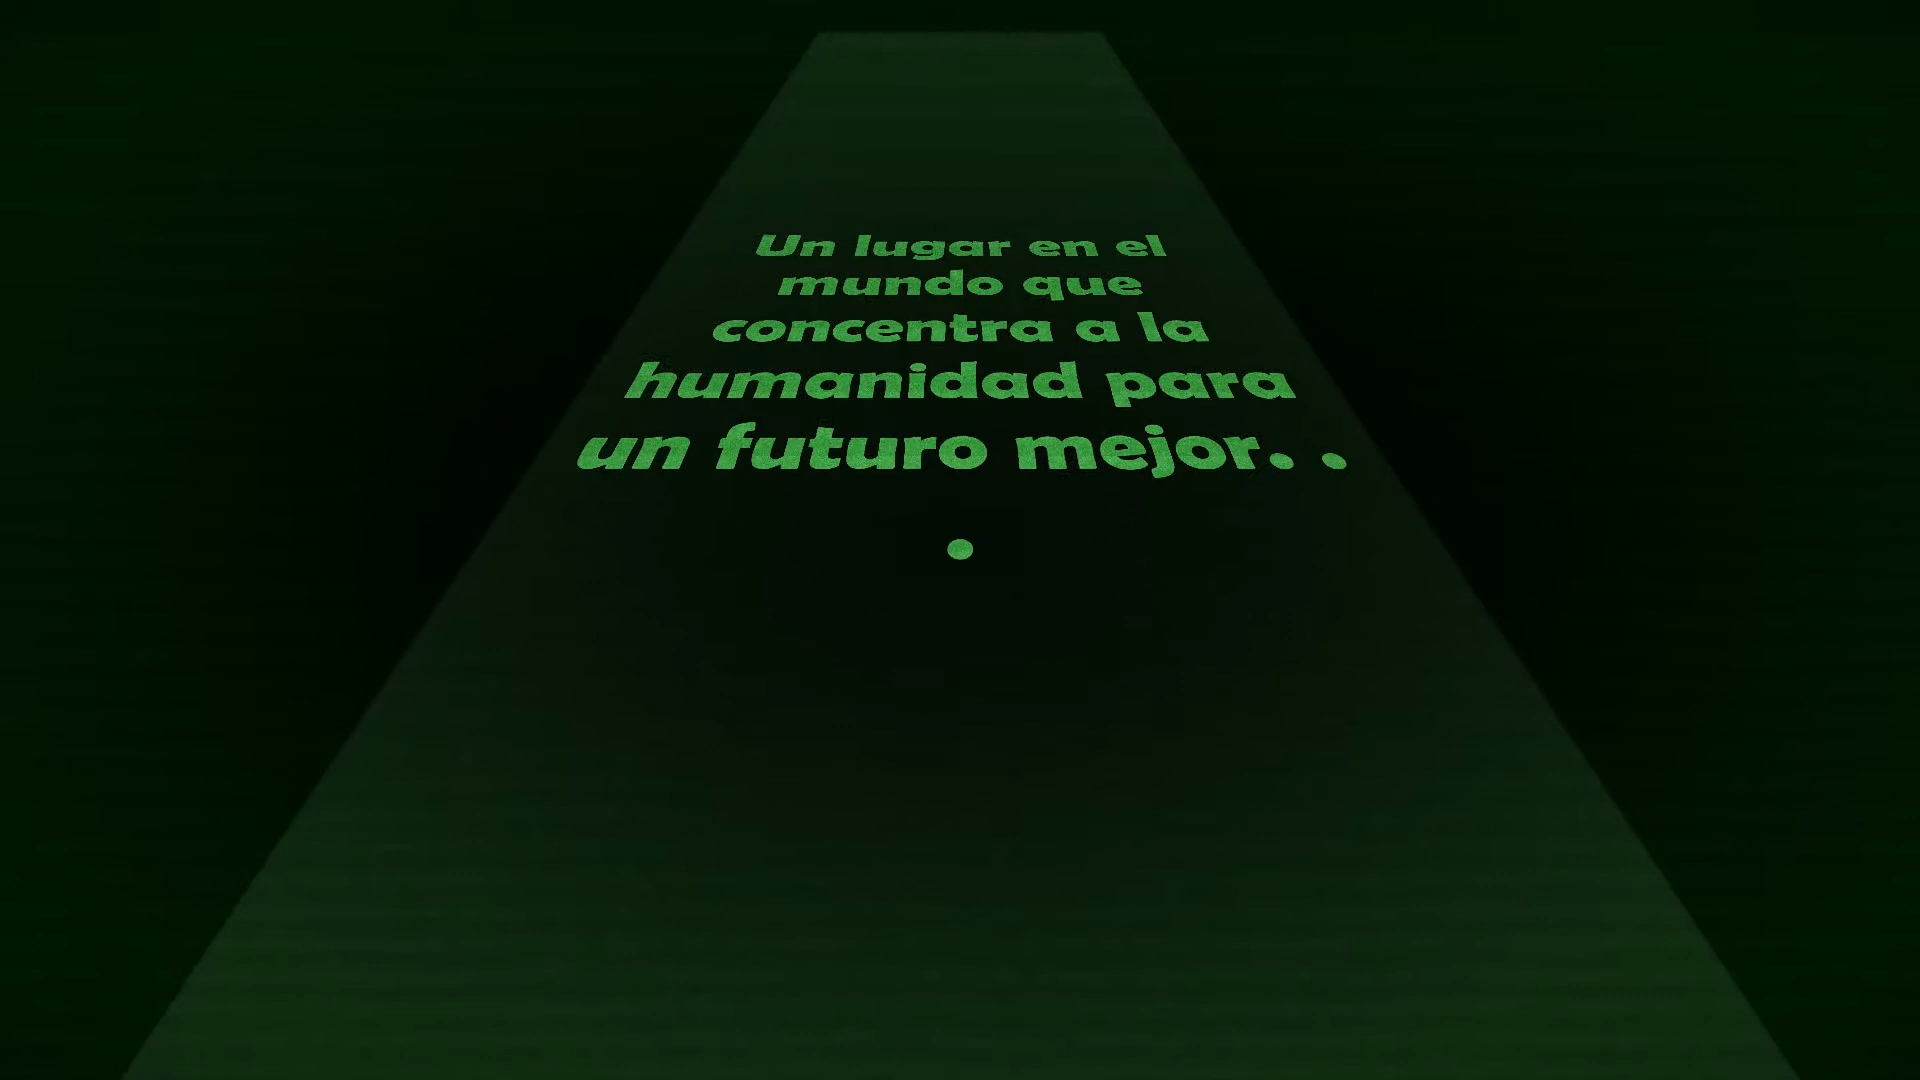 Un lugar en el
mundo que
concentra a la
humanidad para
un futuro mejor. .
.